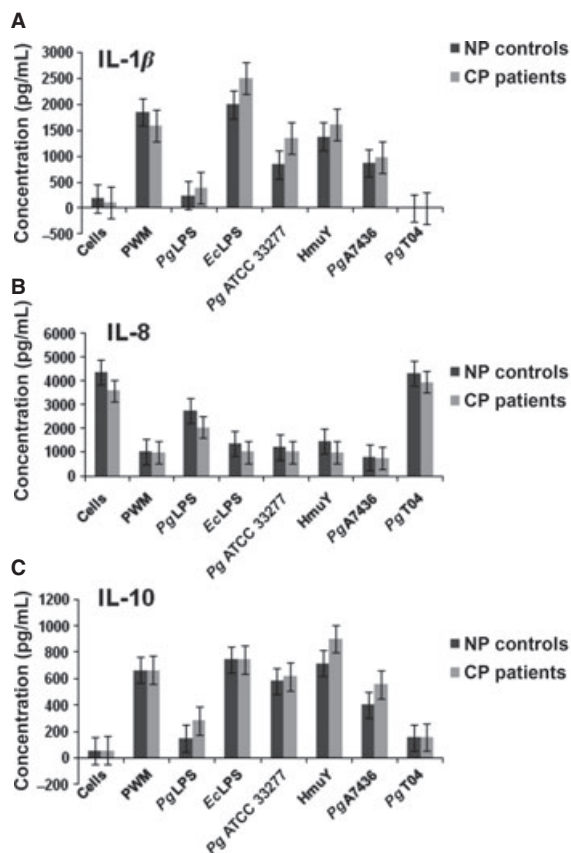 A
IL-1β
Concentration (pg/mL)
3000
2500
2000
1500
1000
500
0
–500
Cells
PWM
PgLPS
EcLPS
Pg ATCC 33277
HmuY
PgA7436
PgT04
NP controls
CP patients
B
IL-8
Concentration (pg/mL)
6000
5000
4000
3000
2000
1000
0
Cells
PWM
PgLPS
EcLPS
Pg ATCC 33277
HmuY
PgA7436
PgT04
NP controls
CP patients
C
IL-10
Concentration (pg/mL)
1200
1000
800
600
400
200
0
–200
Cells
PWM
PgLPS
EcLPS
Pg ATCC 33277
HmuY
PgA7436
PgT04
NP controls
CP patients